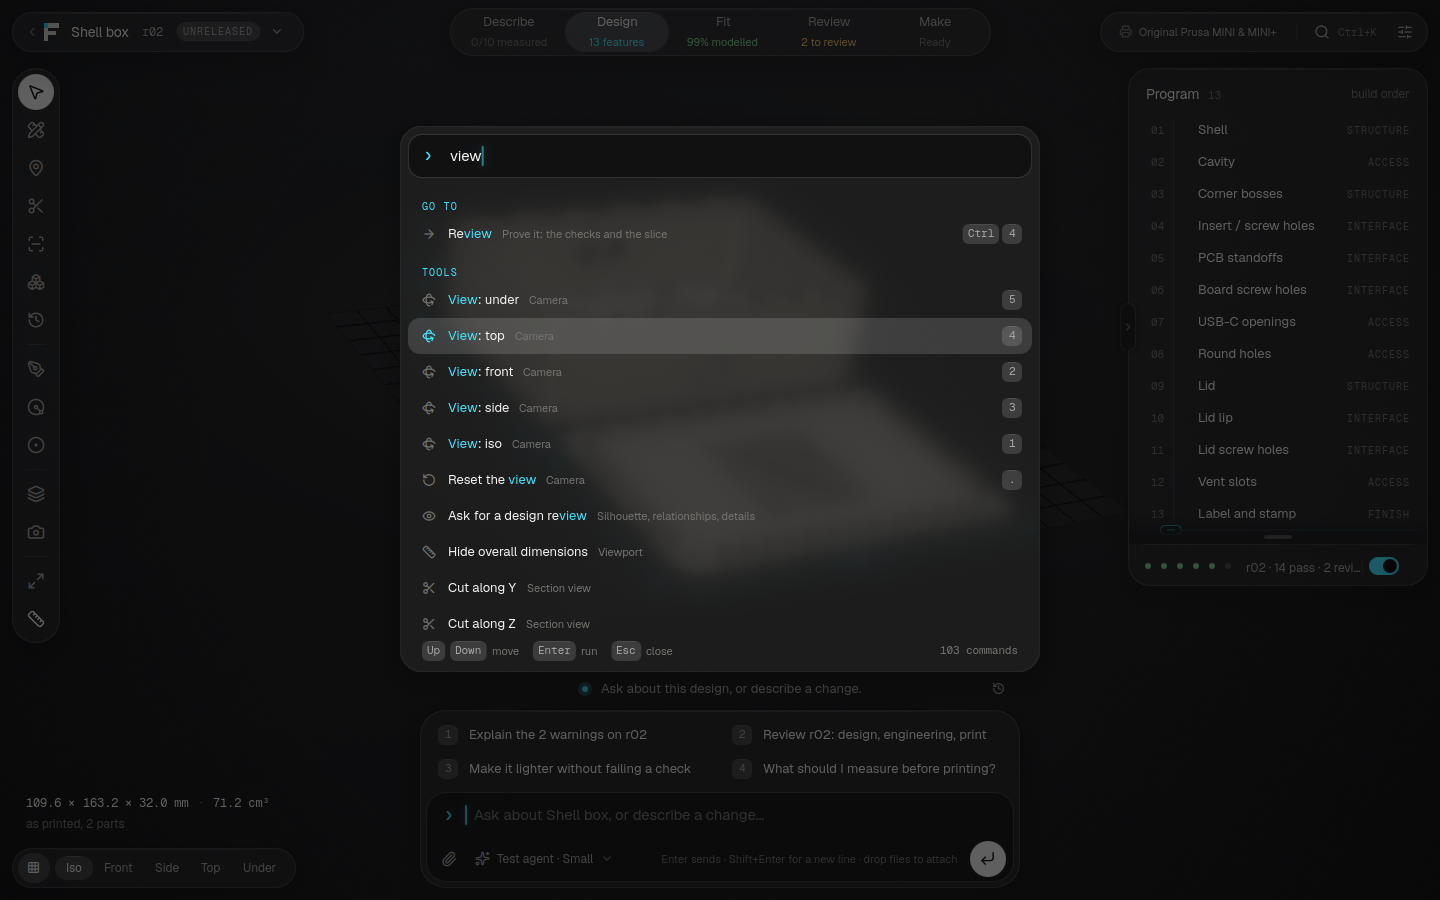 Shell box r02 UNRELEASED
Describe
0/10 measured
Design
13 features
Fit
99% modelled
Review
2 to review
Make
Ready
Original Prusa MINI & MINI+
Ctrl+K
view
GO TO
Review Prove it: the checks and the slice Ctrl 4
TOOLS
View: under Camera 5
View: top Camera 4
View: front Camera 2
View: side Camera 3
View: iso Camera 1
Reset the view Camera .
Ask for a design review Silhouette, relationships, details
Hide overall dimensions Viewport
Cut along Y Section view
Cut along Z Section view
Up Down move Enter run Esc close 103 commands
Program 13 build order
01 Shell STRUCTURE
02 Cavity ACCESS
03 Corner bosses STRUCTURE
04 Insert / screw holes INTERFACE
05 PCB standoffs INTERFACE
06 Board screw holes INTERFACE
07 USB-C openings ACCESS
08 Round holes ACCESS
09 Lid STRUCTURE
10 Lid lip INTERFACE
11 Lid screw holes INTERFACE
12 Vent slots ACCESS
13 Label and stamp FINISH
r02 · 14 pass · 2 revi...
Ask about this design, or describe a change.
1 Explain the 2 warnings on r02
2 Review r02: design, engineering, print
3 Make it lighter without failing a check
4 What should I measure before printing?
Ask about Shell box, or describe a change...
Test agent · Small
Enter sends · Shift+Enter for a new line · drop files to attach
109.6 × 163.2 × 32.0 mm · 71.2 cm³
as printed, 2 parts
Iso Front Side Top Under